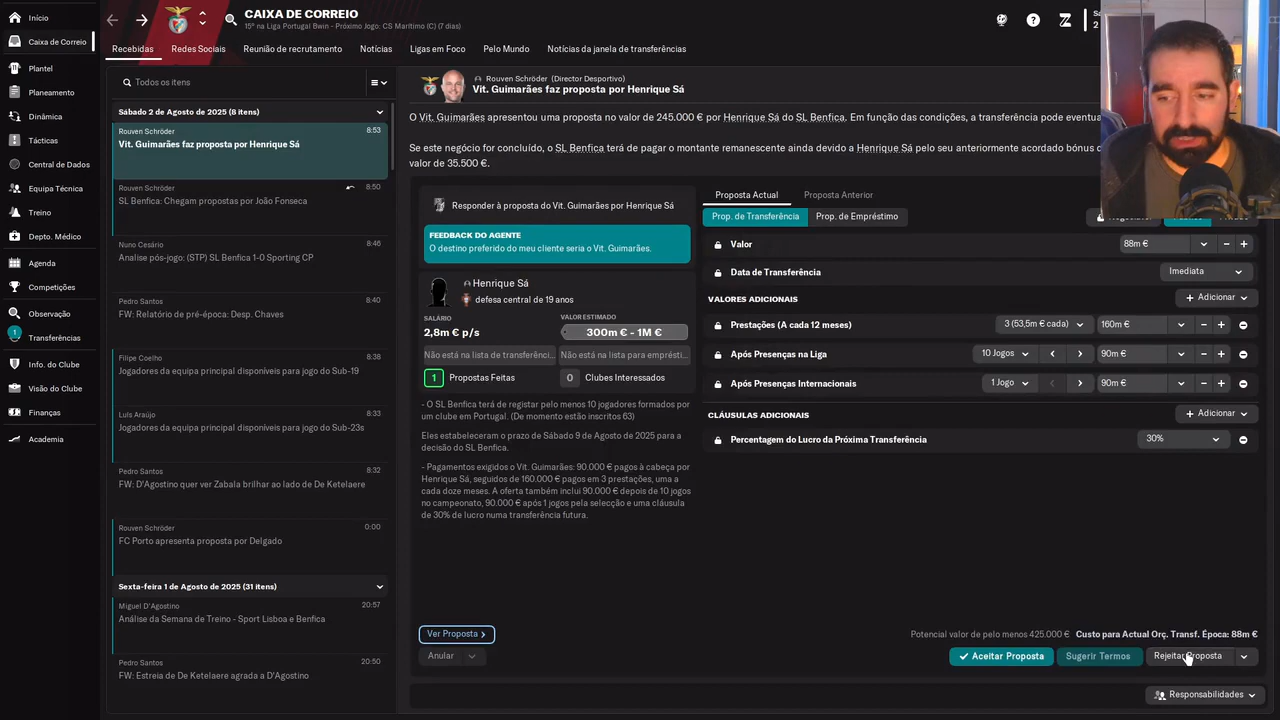 Início
Caixa de Correio
Plantel
Planeamento
Dinâmica
Tácticas
Central de Dados
Equipa Técnica
Treino
Depto. Médico
Agenda
Competições
Observação
1
Transferências
Info. do Clube
Visão do Clube
Finanças
Academia
CAIXA DE CORREIO
15º na Liga Portugal Bwin - Próximo Jogo: CS Marítimo (C) (7 dias)
Recebidas
Redes Sociais
Reunião de recrutamento
Notícias
Ligas em Foco
Pelo Mundo
Notícias da janela de transferências
Todos os itens
Sábado 2 de Agosto de 2025 (8 itens)
Rouven Schröder 8:53
Vit. Guimarães faz proposta por Henrique Sá
Rouven Schröder 8:50
SL Benfica: Chegam propostas por João Fonseca
Nuno Cesário 8:46
Analise pós-jogo: (STP) SL Benfica 1-0 Sporting CP
Pedro Santos 8:40
FW: Relatório de pré-época: Desp. Chaves
Filipe Coelho 8:38
Jogadores da equipa principal disponíveis para jogo do Sub-19
Luís Araújo 8:33
Jogadores da equipa principal disponíveis para jogo do Sub-23s
Pedro Santos 8:32
FW: D'Agostino quer ver Zabala brilhar ao lado de De Ketelaere
Rouven Schröder 0:00
FC Porto apresenta proposta por Delgado
Sexta-feira 1 de Agosto de 2025 (31 itens)
Miguel D'Agostino 20:57
Análise da Semana de Treino - Sport Lisboa e Benfica
Pedro Santos 20:50
FW: Estreia de De Ketelaere agrada a D'Agostino
Rouven Schröder (Director Desportivo)
Vit. Guimarães faz proposta por Henrique Sá
O Vit. Guimarães apresentou uma proposta no valor de 245.000 € por Henrique Sá do SL Benfica. Em função das condições, a transferência pode eventua
Se este negócio for concluído, o SL Benfica terá de pagar o montante remanescente ainda devido a Henrique Sá pelo seu anteriormente acordado bónus
valor de 35.500 €.
Responder à proposta do Vit. Guimarães por Henrique Sá
FEEDBACK DO AGENTE
O destino preferido do meu cliente seria o Vit. Guimarães.
Henrique Sá
defesa central de 19 anos
SALÁRIO
2,8m € p/s
VALOR ESTIMADO
300m € - 1M €
Não está na lista de transferênci...
Não está na lista para emprésti...
1 Propostas Feitas
0 Clubes Interessados
- O SL Benfica terá de registar pelo menos 10 jogadores formados por
um clube em Portugal. (De momento estão inscritos 63)
Eles estabeleceram o prazo de Sábado 9 de Agosto de 2025 para a
decisão do SL Benfica.
- Pagamentos exigidos o Vit. Guimarães: 90.000 € pagos à cabeça por
Henrique Sá, seguidos de 160.000 € pagos em 3 prestações, uma a
cada doze meses. A oferta também inclui 90.000 € depois de 10 jogos
no campeonato, 90.000 € após 1 jogos pela selecção e uma cláusula
de 30% de lucro numa transferência futura.
Ver Proposta
Anular
Proposta Actual
Proposta Anterior
Prop. de Transferência
Prop. de Empréstimo
Valor 88m €
Data de Transferência Imediata
VALORES ADICIONAIS Adicionar
Prestações (A cada 12 meses) 3 (53,5m € cada) 160m €
Após Presenças na Liga 10 Jogos 90m €
Após Presenças Internacionais 1 Jogo 90m €
CLÁUSULAS ADICIONAIS Adicionar
Percentagem do Lucro da Próxima Transferência 30%
Potencial valor de pelo menos 425.000 € Custo para Actual Orç. Transf. Época: 88m €
Aceitar Proposta
Sugerir Termos
Rejeitar Proposta
Responsabilidades